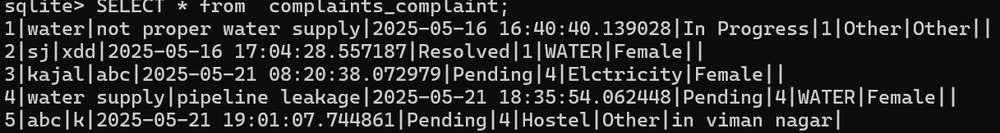 sqlite> SELECT * from  complaints_complaint;
1|water|not proper water supply|2025-05-16 16:40:40.139028|In Progress|1|Other|Other||
2|sj|xdd|2025-05-16 17:04:28.557187|Resolved|1|WATER|Female||
3|kajal|abc|2025-05-21 08:20:38.072979|Pending|4|Elctricity|Female||
4|water supply|pipeline leakage|2025-05-21 18:35:54.062448|Pending|4|WATER|Female||
5|abc|k|2025-05-21 19:01:07.744861|Pending|4|Hostel|Other|in viman nagar|